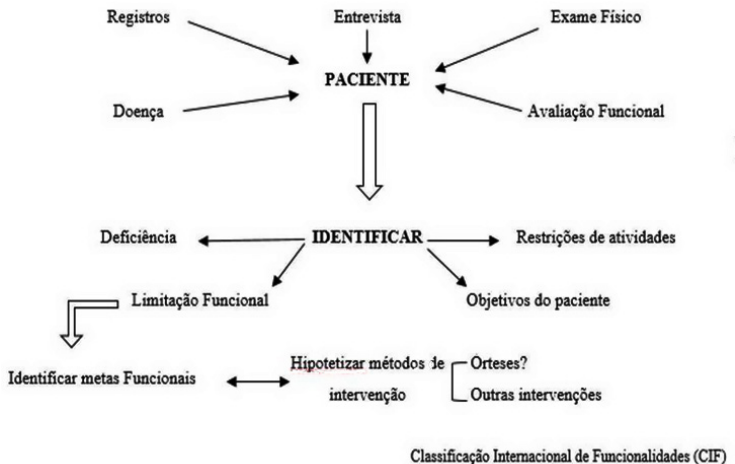 Registros Entrevista Exame Físico
PACIENTE
Doença Avaliação Funcional
Deficiência IDENTIFICAR Restrições de atividades
Limitação Funcional Objetivos do paciente
Hipotetizar métodos de Orteses?
Identificar metas Funcionais
intervenção Outras intervenções
Classificação Internacional de Funcionalidades (CIF)